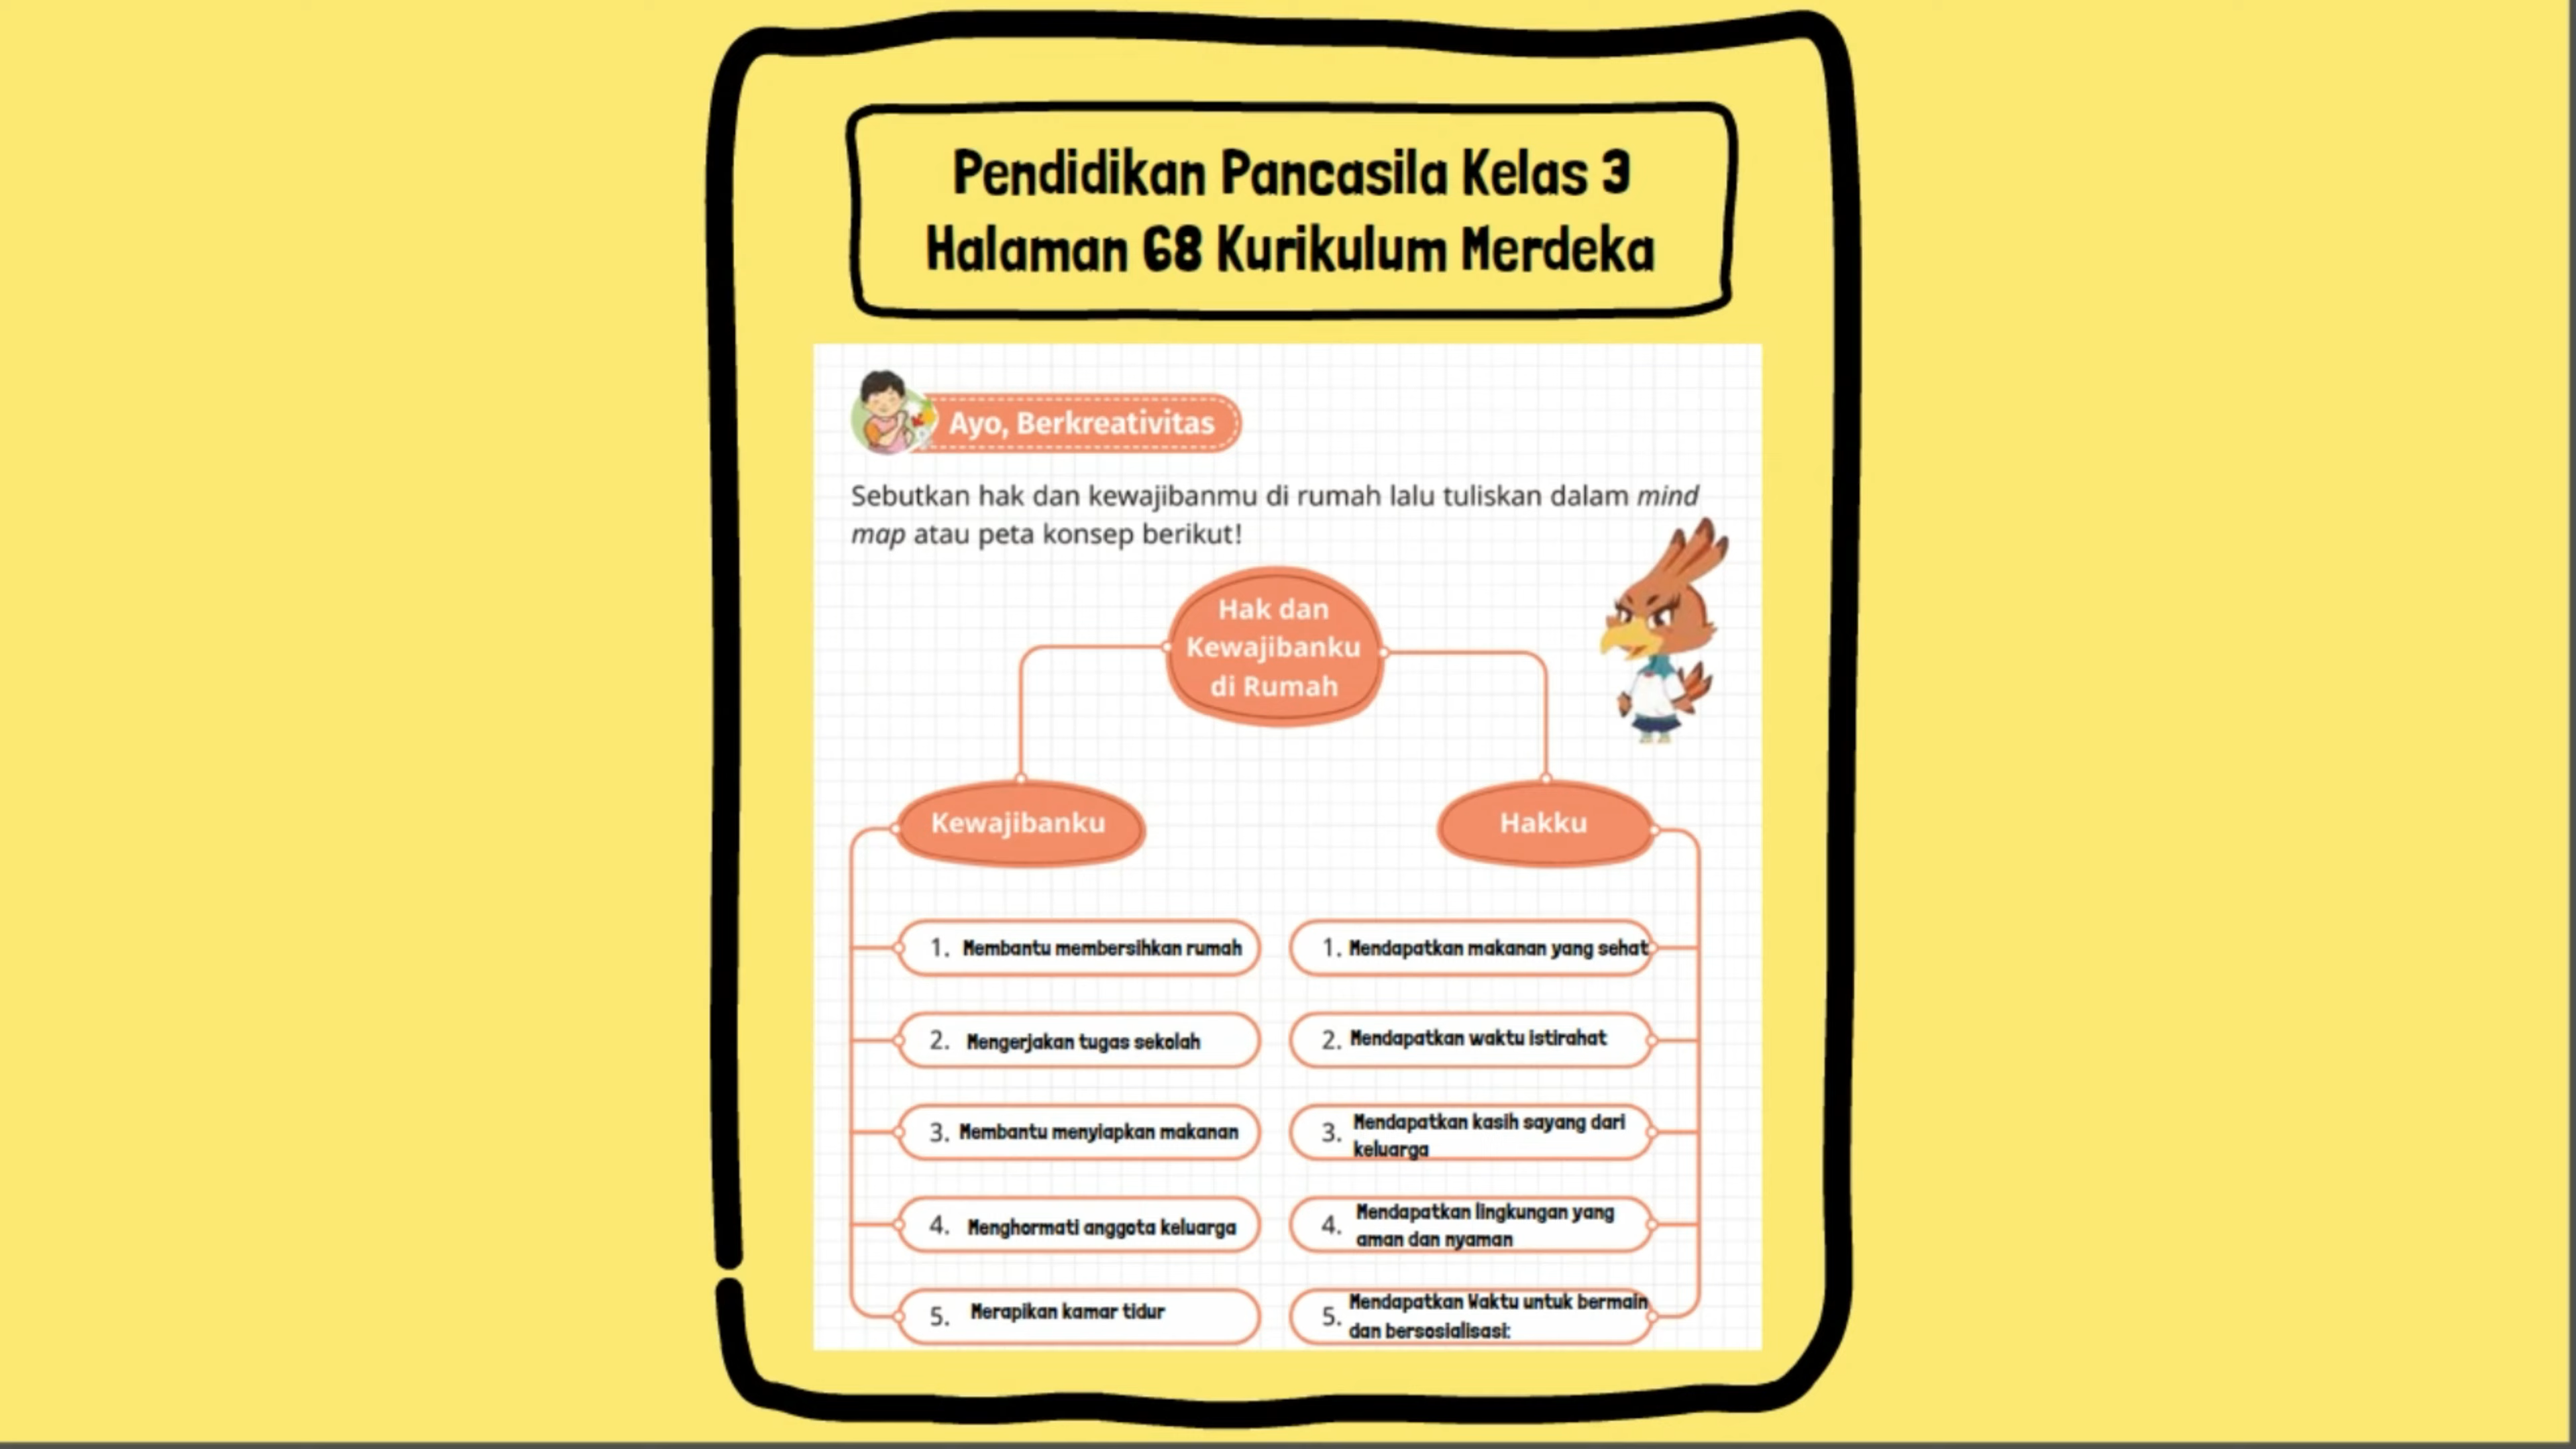 Pendidikan Pancasila Kelas 3
Halaman 68 Kurikulum Merdeka
Ayo, Berkreativitas
Sebutkan hak dan kewajibanmu di rumah lalu tuliskan dalam mind
map atau peta konsep berikut!
Hak dan
Kewajibanku
di Rumah
Kewajibanku
1. Membantu membersihkan rumah
2. Mengerjakan tugas sekolah
3. Membantu menyiapkan makanan
4. Menghormati anggota keluarga
5. Merapikan kamar tidur
Hakku
1. Mendapatkan makanan yang sehat
2. Mendapatkan waktu istirahat
3. Mendapatkan kasih sayang dari
keluarga
4. Mendapatkan lingkungan yang
aman dan nyaman
5. Mendapatkan Waktu untuk bermain
dan bersosialisasi: